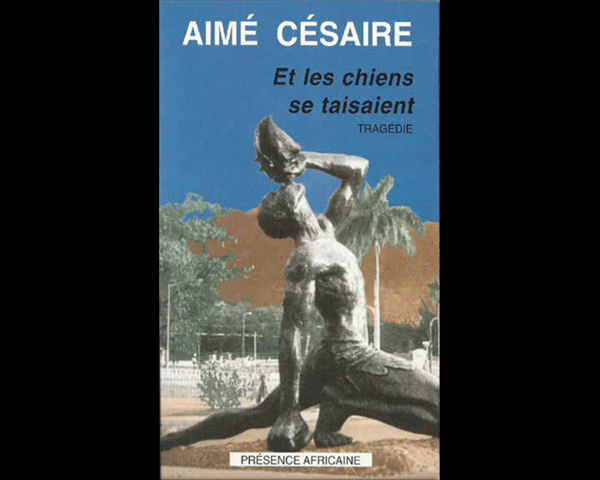 AIMÉ CÉSAIRE
Et les chiens
se taisaient
TRAGÉDIE
PRÉSENCE AFRICAINE